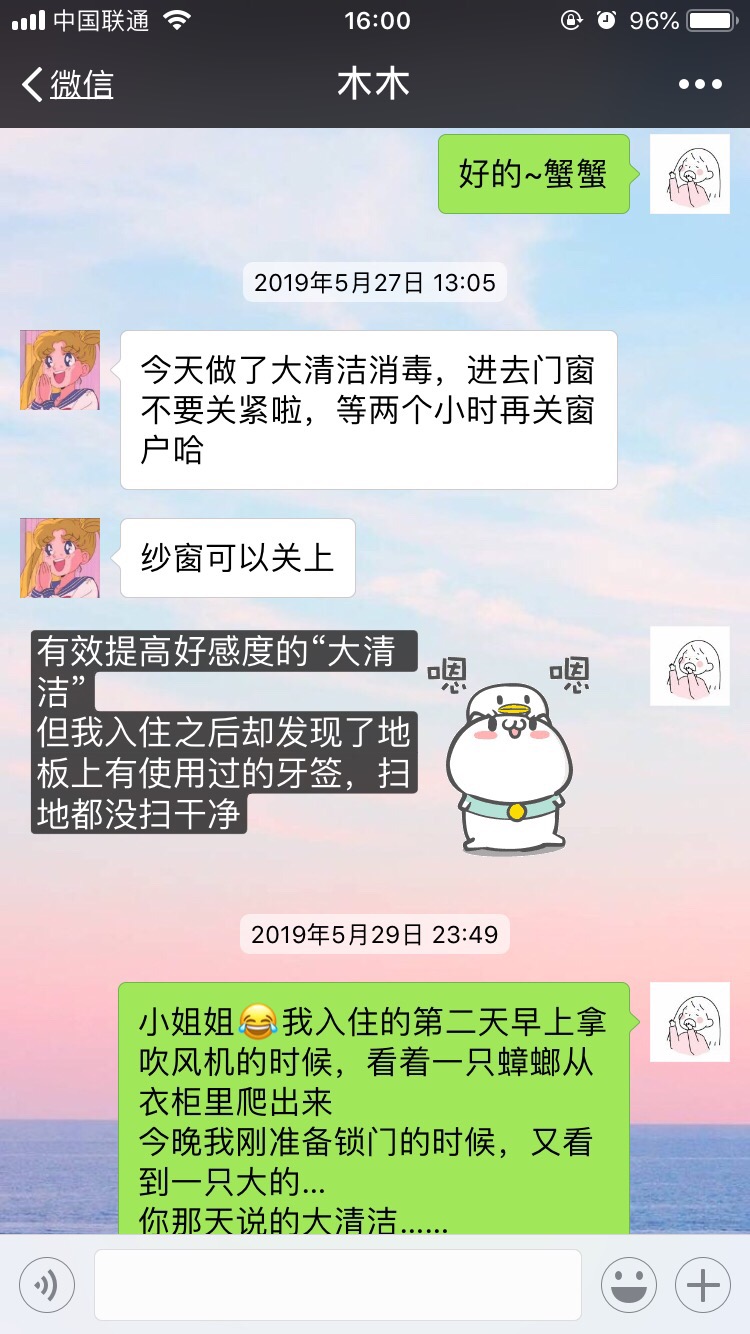 中国联通 16:00 96%
微信 木木
好的~蟹蟹
2019年5月27日 13:05
今天做了大清洁消毒，进去门窗
不要关紧啦，等两个小时再关窗
户哈
纱窗可以关上
有效提高好感度的“大清
洁”
但我入住之后却发现了地
板上有使用过的牙签，扫
地都没扫干净
嗯 嗯
2019年5月29日 23:49
小姐姐😂我入住的第二天早上拿
吹风机的时候，看着一只蟑螂从
衣柜里爬出来
今晚我刚准备锁门的时候，又看
到一只大的...
你那天说的大清洁......